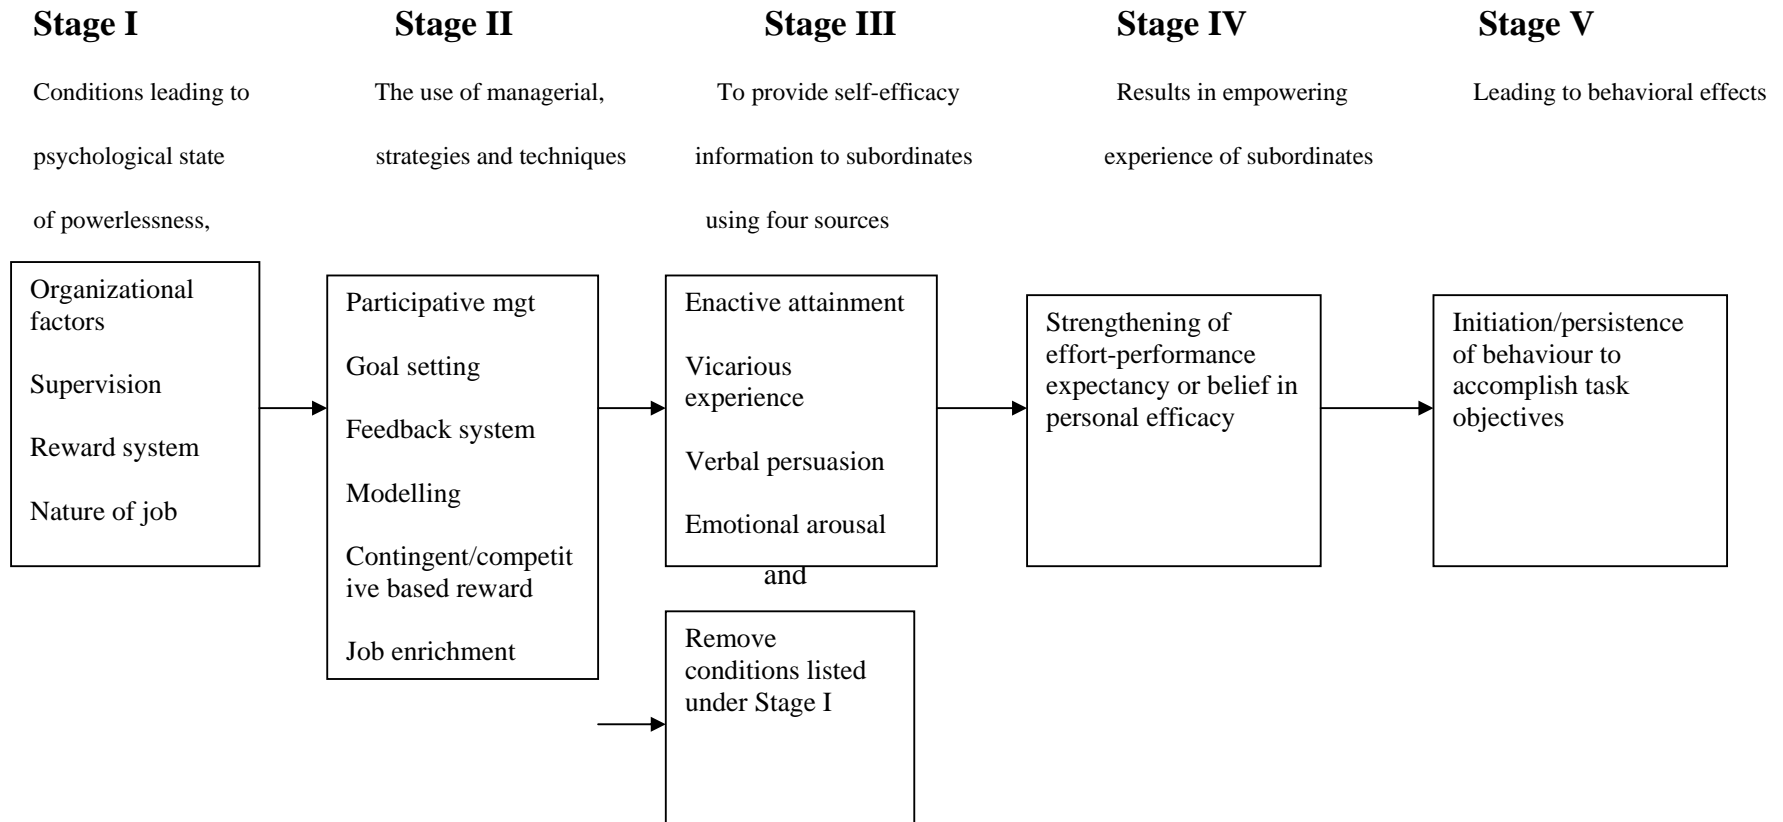 Stage I
Stage II
Stage III
Stage IV
Stage V
Conditions leading to
psychological state
of powerlessness,
The use of managerial,
strategies and techniques
To provide self-efficacy
information to subordinates
using four sources
Results in empowering
experience of subordinates
Leading to behavioral effects
Organizational
factors
Supervision
Reward system
Nature of job
Participative mgt
Goal setting
Feedback system
Modelling
Contingent/competit
ive based reward
Job enrichment
Enactive attainment
Vicarious
experience
Verbal persuasion
Emotional arousal
and
Remove
conditions listed
under Stage I
Strengthening of
effort-performance
expectancy or belief in
personal efficacy
Initiation/persistence
of behaviour to
accomplish task
objectives